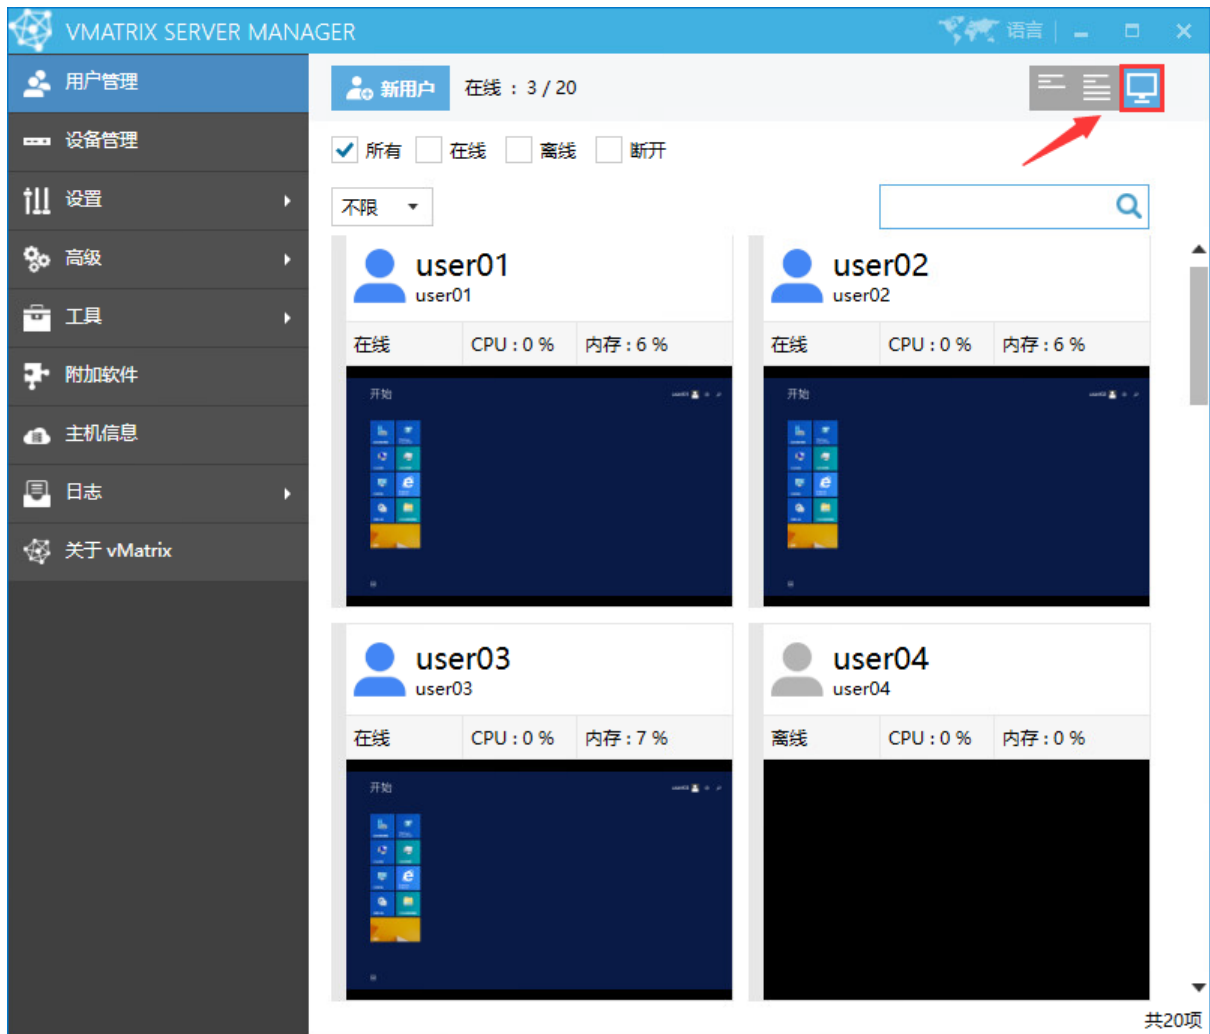 VMATRIX SERVER MANAGER
语言
用户管理
设备管理
设置
高级
工具
附加软件
主机信息
日志
关于 vMatrix
新用户 在线 : 3 / 20
所有 在线 离线 断开
不限
user01
user01
在线 CPU : 0 % 内存 : 6 %
开始
user02
user02
在线 CPU : 0 % 内存 : 6 %
开始
user03
user03
在线 CPU : 0 % 内存 : 7 %
开始
user04
user04
离线 CPU : 0 % 内存 : 0 %
共20项